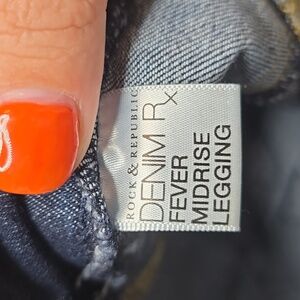 ROCK & REPUBLIC
DENIM Rx
FEVER
MIDRISE
LEGGING